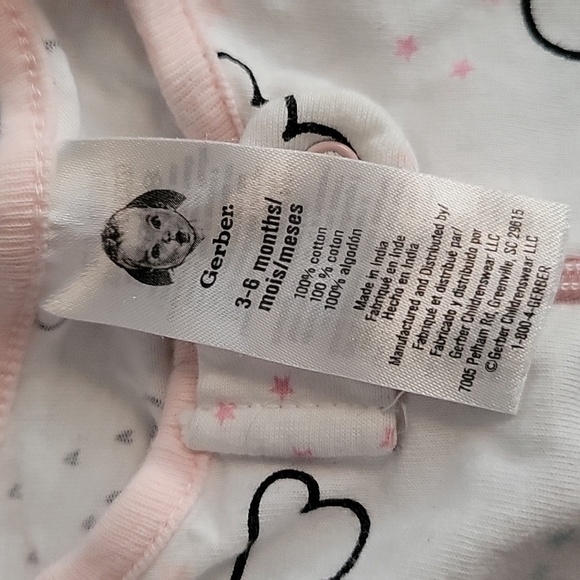 Gerber.
3-6 months/
mois/meses
100% cotton
100 % coton
100% algodón
Made in India
Fabriqué en Inde
Hecho en India
Manufactured and Distributed by/
Fabriqué et distribué par/
Fabricado y distribuido por
Gerber Childrenswear LLC
7005 Pelham Rd, Greenville, SC 29615
©Gerber Childrenswear LLC
1-800-4-GERBER